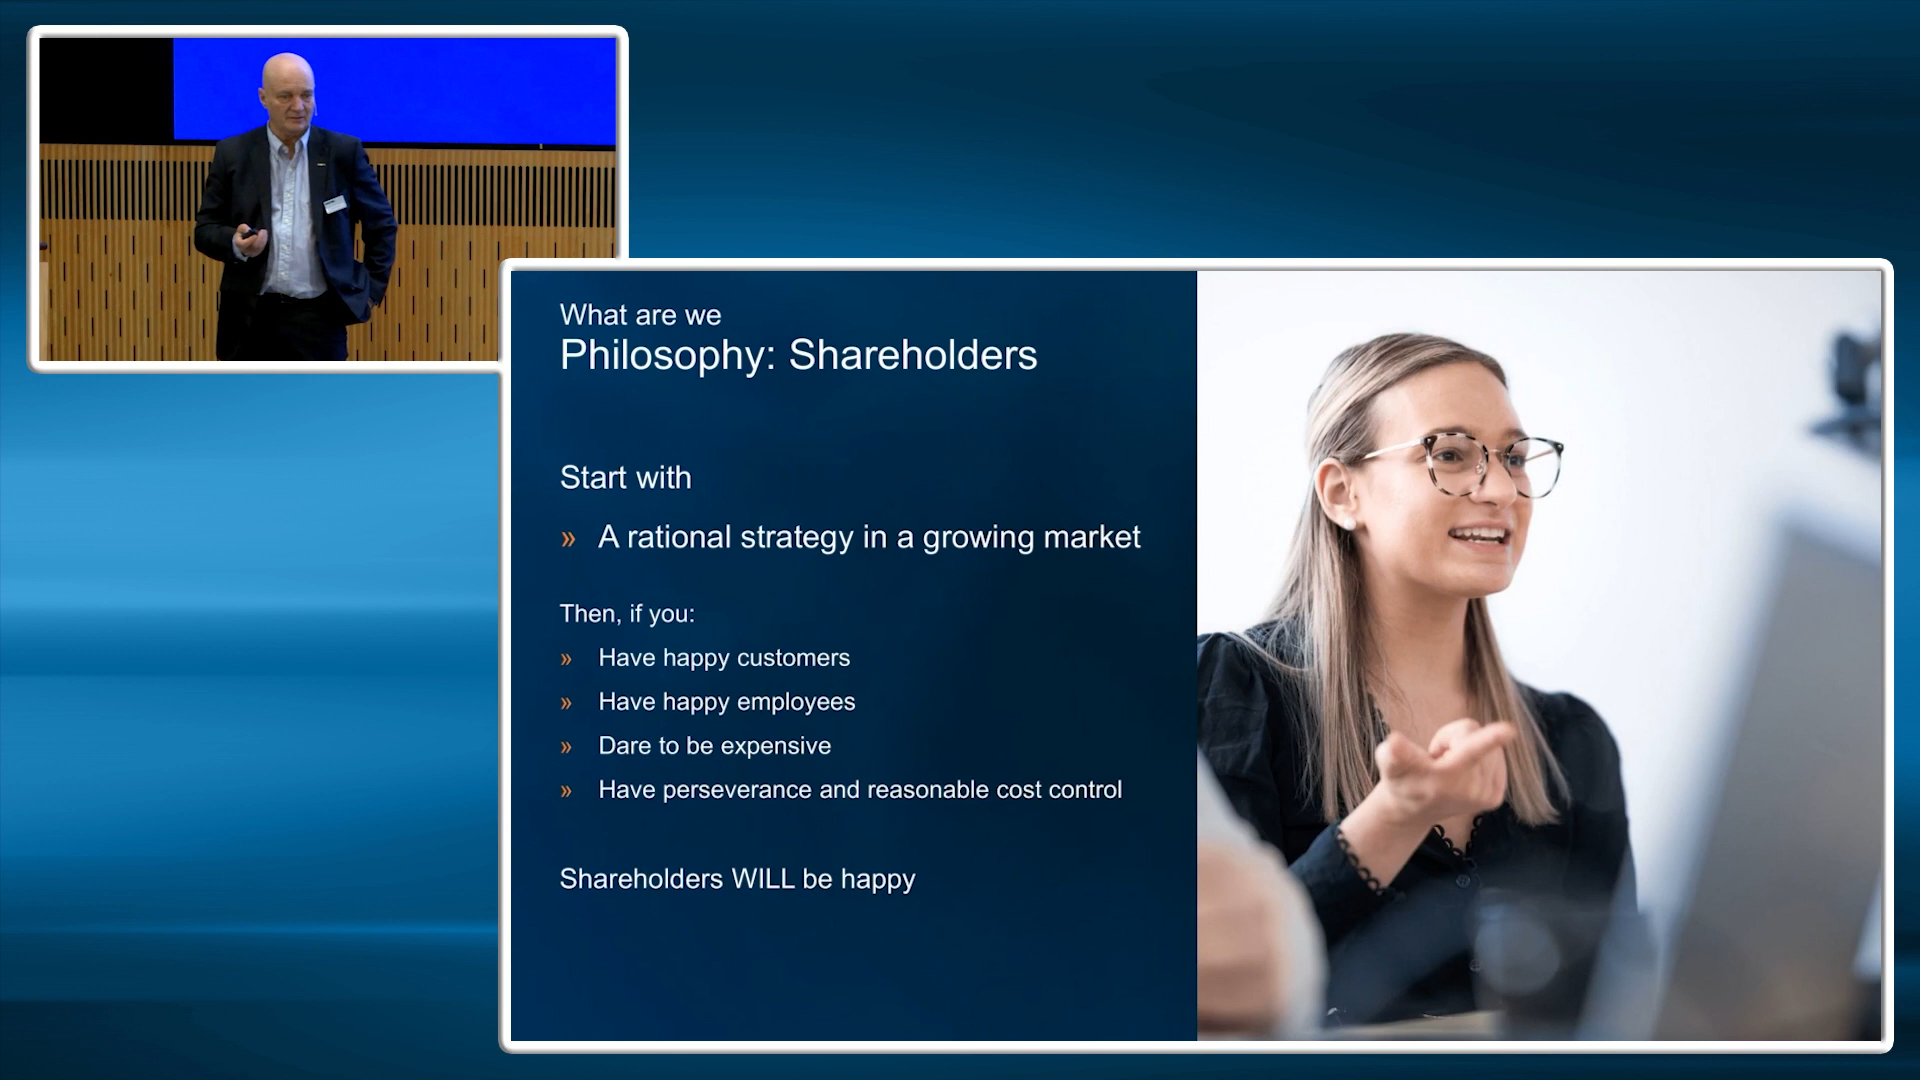 What are we
Philosophy: Shareholders
Start with
» A rational strategy in a growing market
Then, if you:
» Have happy customers
» Have happy employees
» Dare to be expensive
» Have perseverance and reasonable cost control
Shareholders WILL be happy